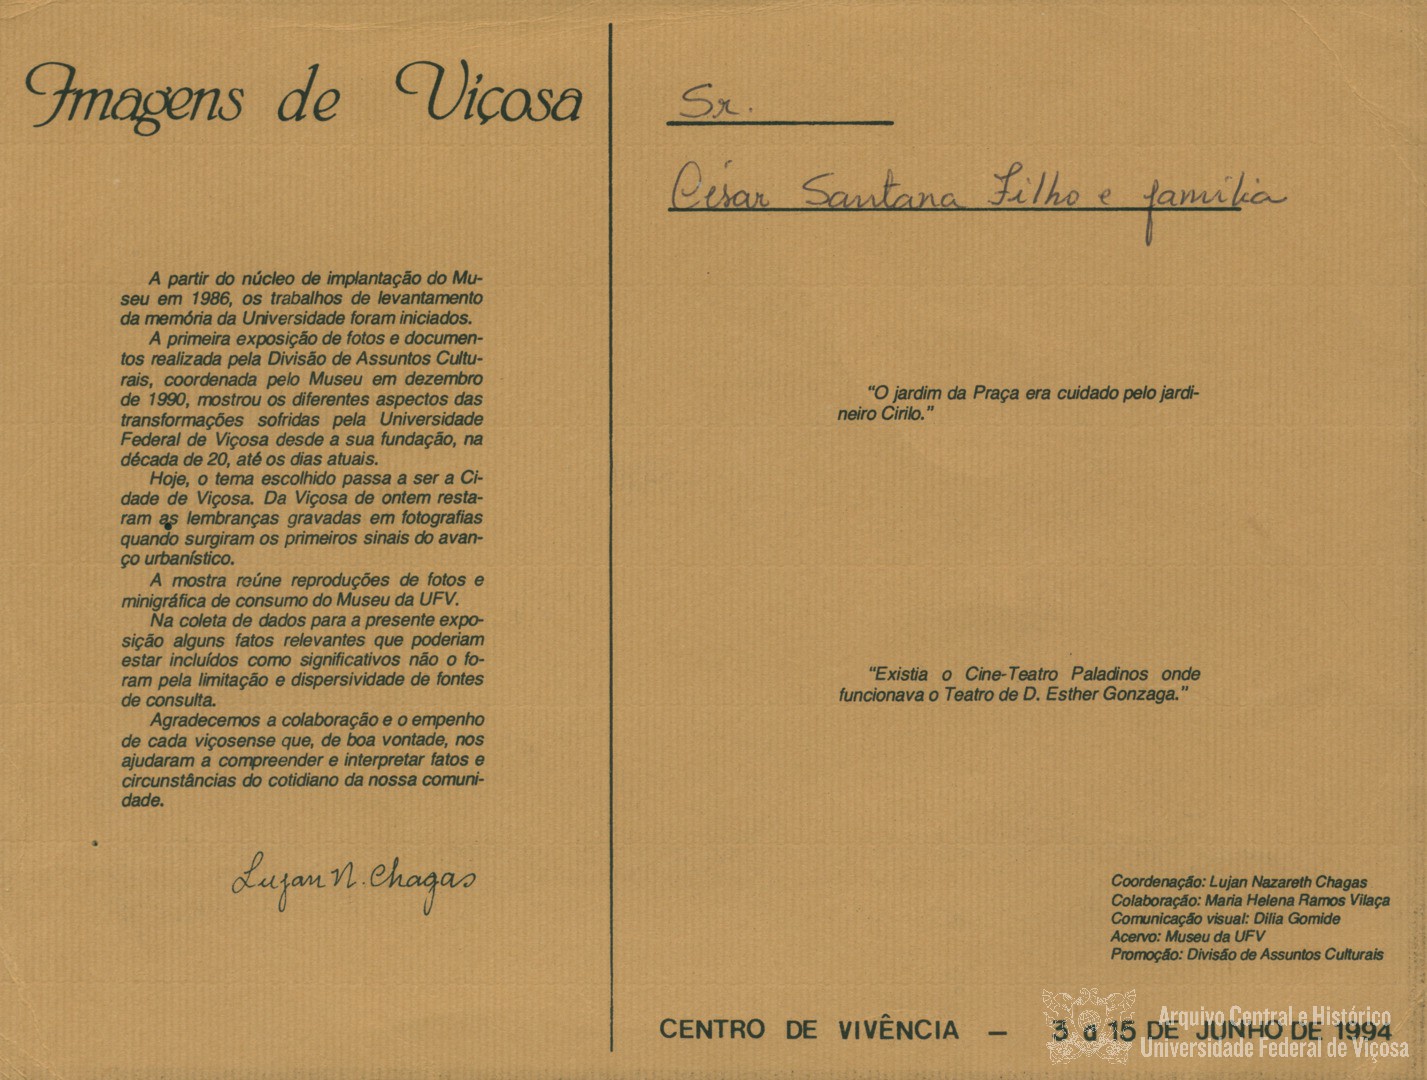 Imagens de Viçosa
A partir do núcleo de implantação do Mu-
seu em 1986, os trabalhos de levantamento
da memória da Universidade foram iniciados.
A primeira exposição de fotos e documen-
tos realizada pela Divisão de Assuntos Cultu-
rais, coordenada pelo Museu em dezembro
de 1990, mostrou os diferentes aspectos das
transformações sofridas pela Universidade
Federal de Viçosa desde a sua fundação, na
década de 20, até os dias atuais.
Hoje, o tema escolhido passa a ser a Ci-
dade de Viçosa. Da Viçosa de ontem resta-
ram as lembranças gravadas em fotografias
quando surgiram os primeiros sinais do avan-
ço urbanístico.
A mostra reúne reproduções de fotos e
minigráfica de consumo do Museu da UFV.
Na coleta de dados para a presente expo-
sição alguns fatos relevantes que poderiam
estar incluídos como significativos não o fo-
ram pela limitação e dispersividade de fontes
de consulta.
Agradecemos a colaboração e o empenho
de cada viçosense que, de boa vontade, nos
ajudaram a compreender e interpretar fatos e
circunstâncias do cotidiano da nossa comuni-
dade.
Lujan N. Chagas
Sr.
César Santana Filho e família
"O jardim da Praça era cuidado pelo jardi-
neiro Cirilo."
"Existia o Cine-Teatro Paladinos onde
funcionava o Teatro de D. Esther Gonzaga."
Coordenação: Lujan Nazareth Chagas
Colaboração: Maria Helena Ramos Vilaça
Comunicação visual: Dilia Gomide
Acervo: Museu da UFV
Promoção: Divisão de Assuntos Culturais
CENTRO DE VIVÊNCIA — 3 a 15 DE JUNHO DE 1994
Arquivo Central e Histórico
Universidade Federal de Viçosa